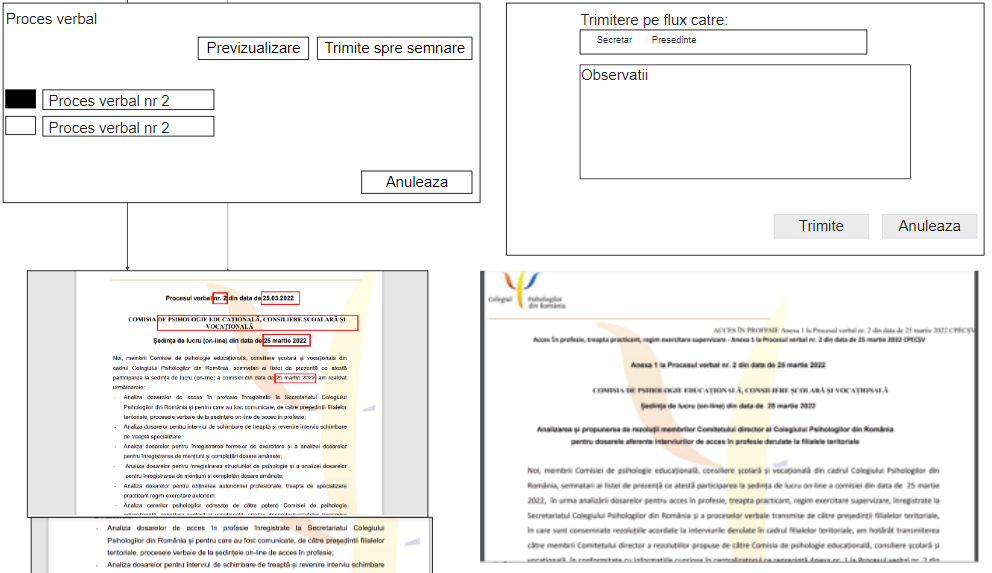 Proces verbal
Previzualizare
Trimite spre semnare
Proces verbal nr 2
Proces verbal nr 2
Anuleaza
Trimitere pe flux catre:
Secretar Presedinte
Observatii
Trimite
Anuleaza
Procesul verbal nr. 2 din data de 25.03.2022
COMISIA DE PSIHOLOGIE EDUCAȚIONALĂ, CONSILIERE ȘCOALARĂ ȘI
VOCAȚIONALĂ
Ședința de lucru (on-line) din data de 25 martie 2022
Noi, membrii Comisiei de psihologie educațională, consiliere școlară și vocațională din
cadrul Colegiului Psihologilor din România, semnatari ai listei de prezență ce atestă
participarea la ședința de lucru (on-line) a comisiei din data de 25 martie 2022, am realizat
următoarele:
- Analiza dosarelor de acces în profesie înregistrate la Secretariatul Colegiului
Psihologilor din România și pentru care au fost comunicate, de către președinții filialelor
teritoriale, procesele verbale de la ședințele on-line de acces în profesie;
- Analiza dosarelor pentru interviul de schimbare de treaptă și revenire interviu schimbare
de treaptă specialitate;
- Analiza dosarelor pentru înregistrarea formelor de exercitare și a analizei dosarelor
pentru înregistrarea de mențiuni și completări dosare amânate;
- Analiza dosarelor pentru înregistrarea structurilor de psihologie și a analizei dosarelor
pentru înregistrarea de mențiuni și completări dosare amânate;
- Analiza dosarelor pentru obținerea autonomiei profesionale, treapta de specializare
practicant regim exercitare autonom;
- Analiza cererilor psihologilor adresate de către petenți Comisiei de psihologie
- Analiza dosarelor de acces în profesie înregistrate la Secretariatul Colegiului
Psihologilor din România și pentru care au fost comunicate, de către președinții filialelor
teritoriale, procesele verbale de la ședințele on-line de acces în profesie;
- Analiza dosarelor pentru interviul de schimbare de treaptă și revenire interviu schimbare
Colegiul Psihologilor
din România
ACCES ÎN PROFESIE Anexa 1 la Procesul verbal nr. 2 din data de 25 martie 2022 CPECȘV
Acces în profesie, treapta practicant, regim exercitare supervizare - Anexa 1 la Procesul verbal nr. 2 din data de 25 martie 2022 CPECȘV
Anexa 1 la Procesul verbal nr. 2 din data de 25 martie 2022
COMISIA DE PSIHOLOGIE EDUCAȚIONALĂ, CONSILIERE ȘCOLARĂ ȘI VOCAȚIONALĂ
Ședința de lucru (on-line) din data de 25 martie 2022
Analizarea și propunerea de rezoluții membrilor Comitetului director al Colegiului Psihologilor din România
pentru dosarele aferente interviurilor de acces în profesie derulate la filialele teritoriale
Noi, membrii Comisiei de psihologie educațională, consiliere școlară și vocațională din cadrul Colegiului Psihologilor din
România, semnatari ai listei de prezență ce atestă participarea la ședința de lucru on-line a comisiei din data de 25 martie
2022, în urma analizării dosarelor pentru acces în profesie, treapta practicant, regim exercitare supervizare, înregistrate la
Secretariatul Colegiului Psihologilor din România și a proceselor verbale transmise de către președinții filialelor teritoriale,
în care sunt consemnate rezoluțiile acordate la interviurile derulate în cadrul filialelor teritoriale, am hotărât transmiterea
către membrii Comitetului director a rezoluțiilor propuse de către Comisia de psihologie educațională, consiliere școlară și
vocațională, în conformitate cu informațiile cuprinse în centralizatorul ce reprezintă Anexa nr. 1 la Procesul verbal nr. 2 din